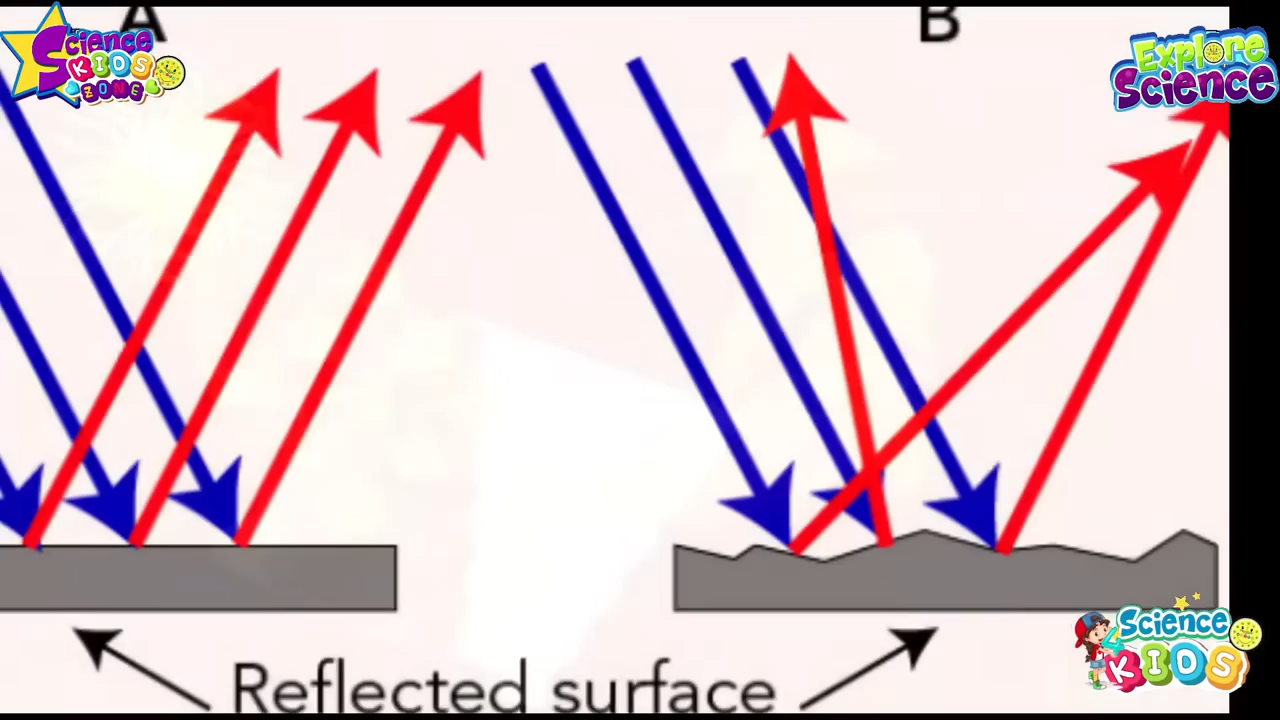 A
B
Science
KIDS
ZONE
Explore
Science
Reflected surface
Science
KIDS